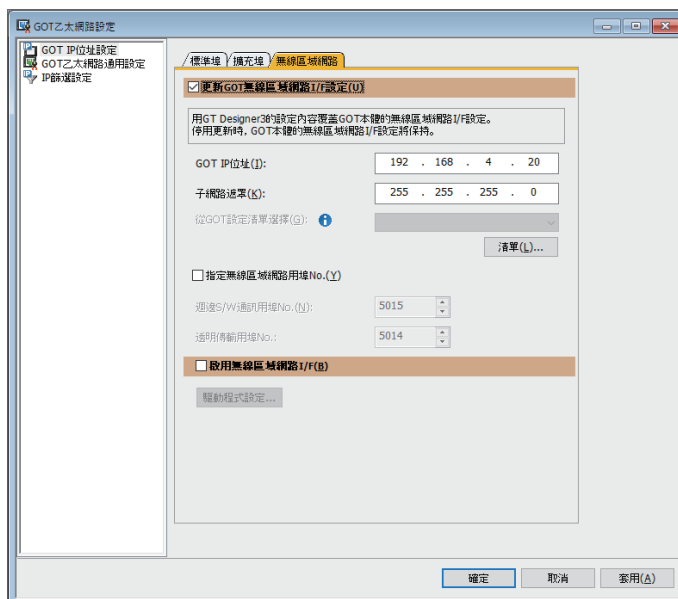 GOT乙太網路設定
GOT IP位址設定
GOT乙太網路通用設定
IP篩選設定
標準埠
擴充埠
無線區域網路
更新GOT無線區域網路I/F設定(U)
用GT Designer3的設定內容覆蓋GOT本體的無線區域網路I/F設定。
停用更新時,GOT本體的無線區域網路I/F設定將保持。
GOT IP位址(I):
192 . 168 . 4 . 20
子網路遮罩(K):
255 . 255 . 255 . 0
從GOT設定清單選擇(G):
清單(L)...
指定無線區域網路用埠No.(Y)
週邊S/W通訊用埠No.(N):
5015
透明傳輸用埠No.:
5014
啟用無線區域網路I/F(B)
驅動程式設定...
確定
取消
套用(A)